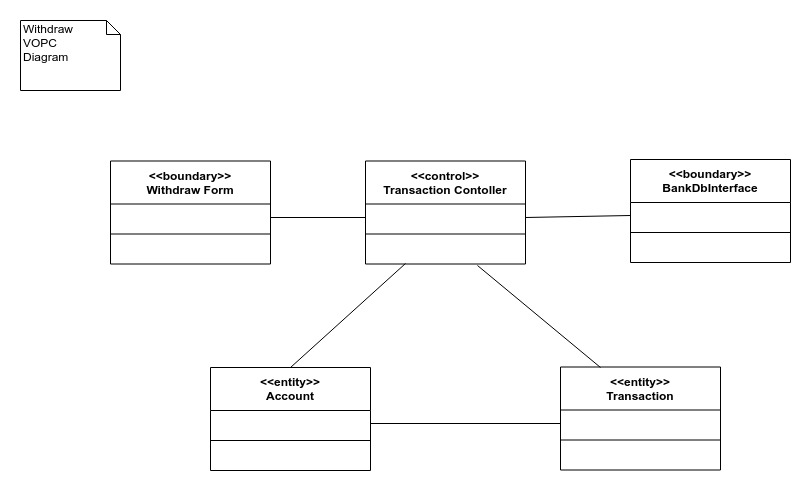 Withdraw
VOPC
Diagram
<<boundary>>
Withdraw Form
<<control>>
Transaction Contoller
<<boundary>>
BankDbInterface
<<entity>>
Account
<<entity>>
Transaction